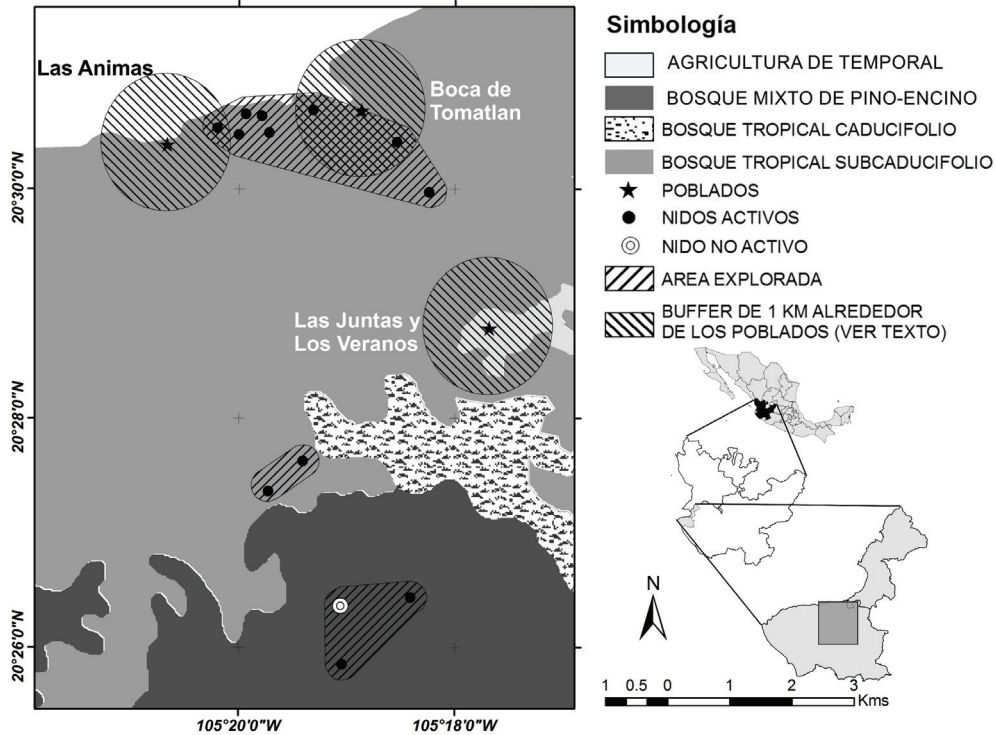 Las Animas
Boca de
Tomatlan
Las Juntas y
Los Veranos
20°30'0"N
20°28'0"N
20°26'0"N
105°20'0"W
105°18'0"W
Simbología
AGRICULTURA DE TEMPORAL
BOSQUE MIXTO DE PINO-ENCINO
BOSQUE TROPICAL CADUCIFOLIO
BOSQUE TROPICAL SUBCADUCIFOLIO
POBLADOS
NIDOS ACTIVOS
NIDO NO ACTIVO
AREA EXPLORADA
BUFFER DE 1 KM ALREDEDOR
DE LOS POBLADOS (VER TEXTO)
N
1 0.5 0 1 2 3
Kms